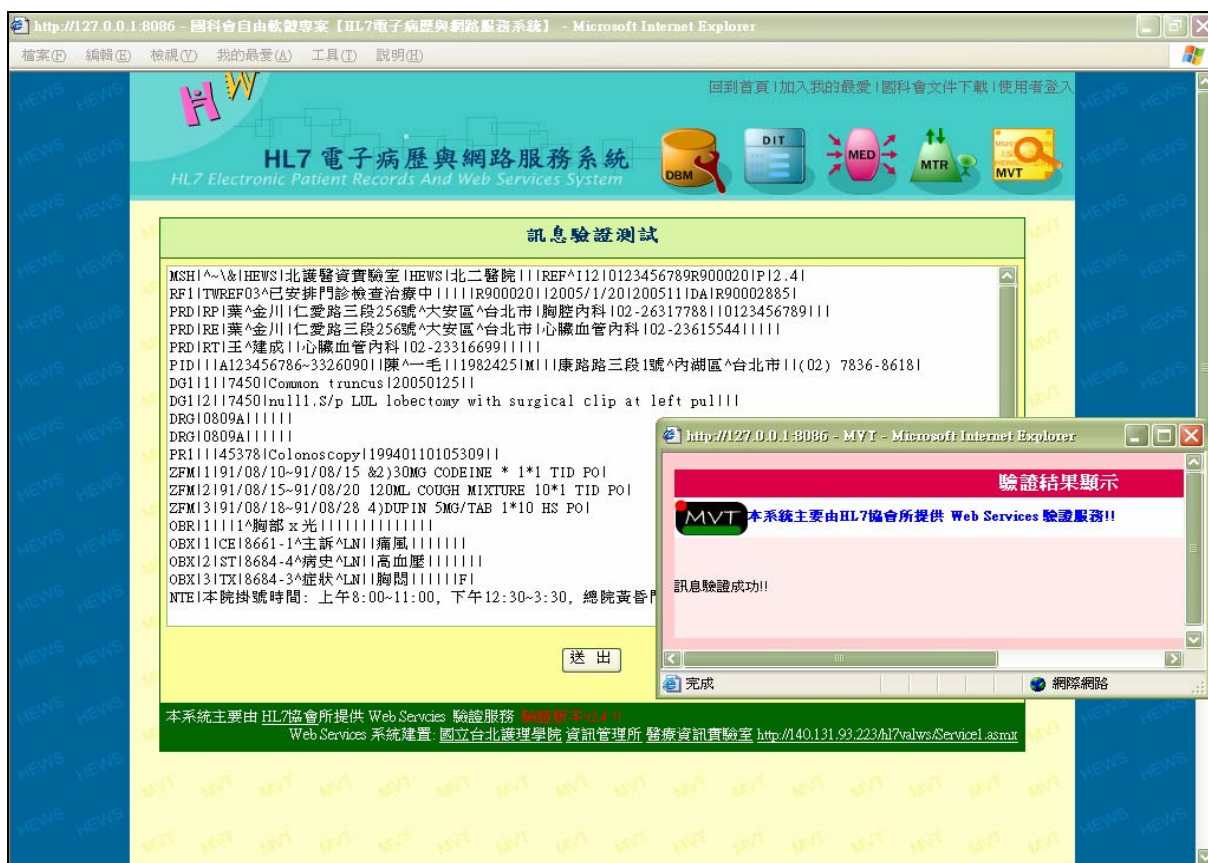 http://127.0.0.1:8086 - 國科會自由軟體專案【HL7電子病歷與網路服務系統】 - Microsoft Internet Explorer
檔案(F) 編輯(E) 檢視(V) 我的最愛(A) 工具(T) 說明(H)
HW
回到首頁 | 加入我的最愛 | 國科會文件下載 | 使用者登入
HL7 電子病歷與網路服務系統
HL7 Electronic Patient Records And Web Services System
DBM DIT MED MTR MVT
訊息驗證測試
MSH|^~\&|HEWS|北護醫資實驗室|HEWS|北二醫院|||REF^I12|0123456789R900020|P|2.4|
RF1|TWREF03^已安排門診檢查治療中|||||R900020||2005/1/20|200511|DA|R90002885|
PRD|RP|葉^金川|仁愛路三段256號^大安區^台北市|胸腔內科|02-26317788||0123456789|||
PRD|RE|葉^金川|仁愛路三段256號^大安區^台北市|心臟血管內科|02-23615544|||||
PRD|RT|王^建成||心臟血管內科|02-23316699|||||
PID|||A123456786~3326090||陳^一毛||1982425|M|||康路路三段1號^內湖區^台北市||(02) 7836-8618|
DG1|1||7450|Common truncus|20050125||
DG1|2||7450|null1.S/p LUL lobectomy with surgical clip at left pul|||
DRG|0809A||||||
DRG|0809A||||||
PR1|||45378|Colonoscopy|19940110105309||
ZFM|1|91/08/10~91/08/15 &2)30MG CODEINE * 1*1 TID PO|
ZFM|2|91/08/15~91/08/20 120ML COUGH MIXTURE 10*1 TID PO|
ZFM|3|91/08/18~91/08/28 4)DUPIN 5MG/TAB 1*10 HS PO|
OBR|1|||1^胸部 x 光||||||||||||||
OBX|1|CE|8661-1^主訴^LN||痛風|||||||
OBX|2|ST|8684-4^病史^LN||高血壓|||||||
OBX|3|TX|8684-3^症狀^LN||胸悶||||||F|
NTE|本院掛號時間: 上午8:00~11:00, 下午12:30~3:30, 總院黃昏
送 出
http://127.0.0.1:8086 - MVT - Microsoft Internet Explorer
驗證結果顯示
MVT 本系統主要由HL7協會所提供 Web Services 驗證服務!!
訊息驗證成功!!
完成 網際網路
本系統主要由 HL7協會所提供 Web Servcies 驗證服務 驗證版本v2.4 !!
Web Services 系統建置: 國立台北護理學院 資訊管理所 醫療資訊實驗室 http://140.131.93.223/hl7valws/Service1.asmx